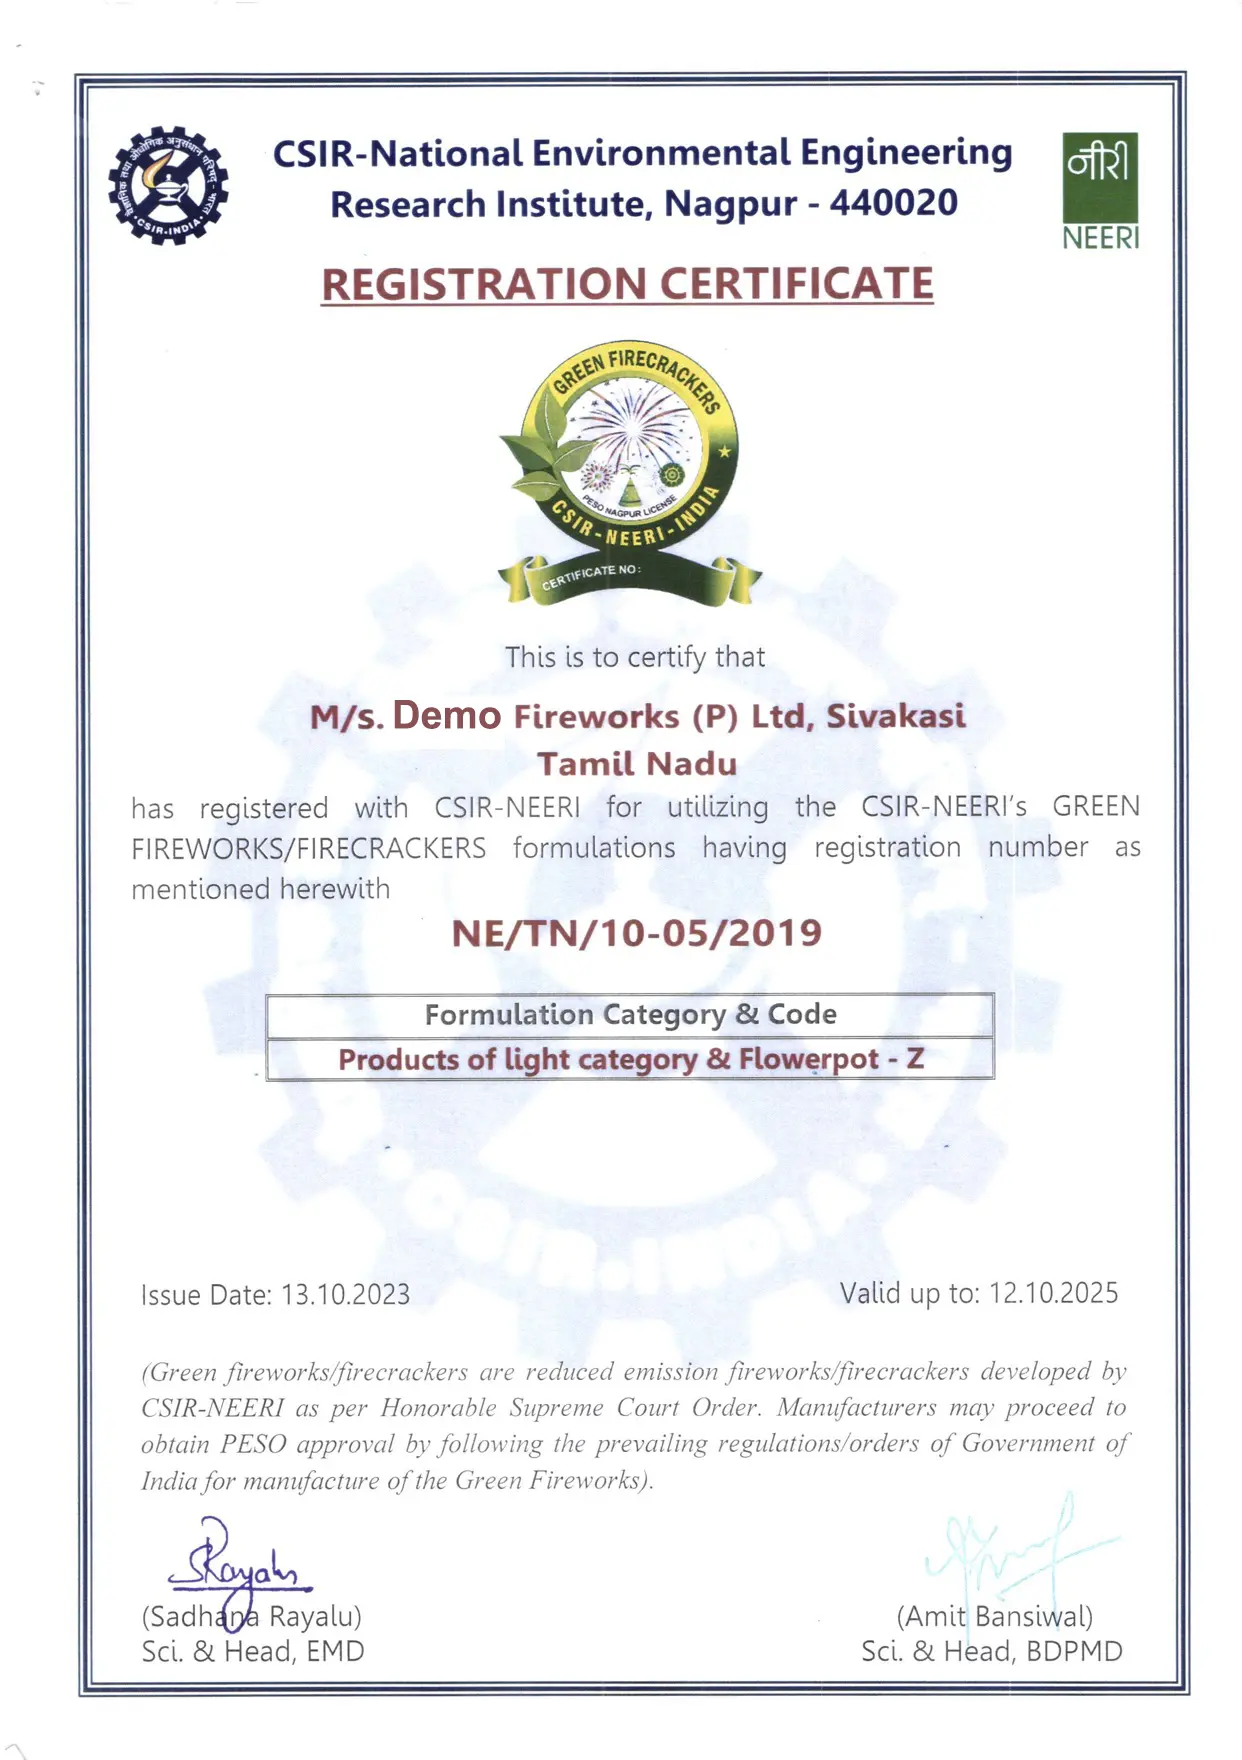 वैज्ञानिक तथा औद्योगिक अनुसंधान परिषद - भारत
CSIR-INDIA
CSIR-National Environmental Engineering
Research Institute, Nagpur - 440020
नीरी
NEERI
REGISTRATION CERTIFICATE
GREEN FIRECRACKERS
PESO NAGPUR LICENSE
CSIR-NEERI-INDIA
CERTIFICATE NO:
This is to certify that
M/s. Demo Fireworks (P) Ltd, Sivakasi
Tamil Nadu
has registered with CSIR-NEERI for utilizing the CSIR-NEERI's GREEN
FIREWORKS/FIRECRACKERS formulations having registration number as
mentioned herewith
NE/TN/10-05/2019
Formulation Category & Code
Products of light category & Flowerpot - Z
Issue Date: 13.10.2023
Valid up to: 12.10.2025
(Green fireworks/firecrackers are reduced emission fireworks/firecrackers developed by
CSIR-NEERI as per Honorable Supreme Court Order. Manufacturers may proceed to
obtain PESO approval by following the prevailing regulations/orders of Government of
India for manufacture of the Green Fireworks).
SRayalu
(Sadhana Rayalu)
Sci. & Head, EMD
(Amit Bansiwal)
Sci. & Head, BDPMD